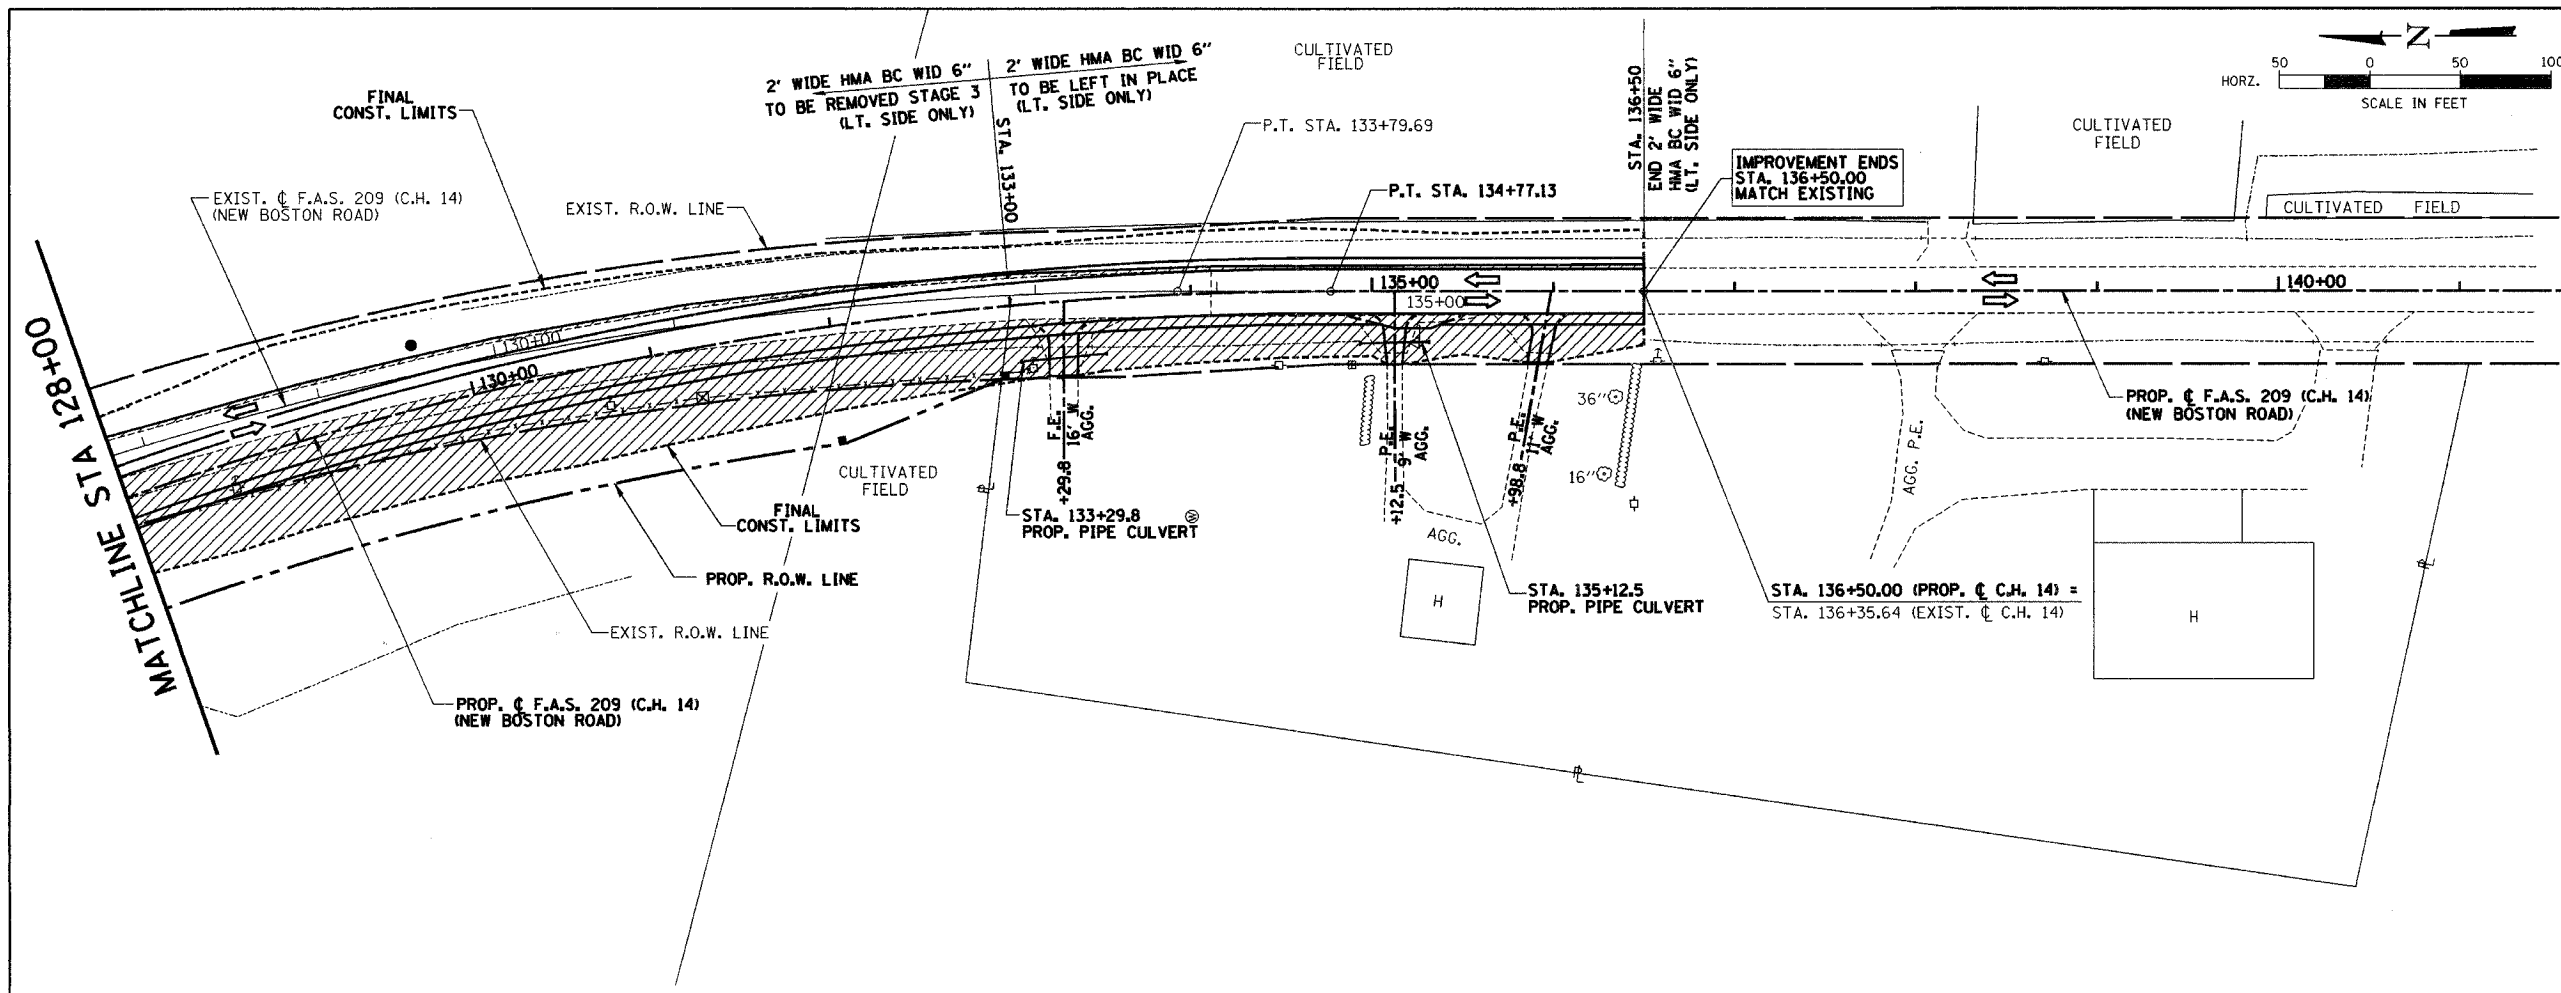 CULTIVATED
FIELD
N
50 0 50 100
HORZ.
SCALE IN FEET
2' WIDE HMA BC WID 6"
TO BE REMOVED STAGE 3
(LT. SIDE ONLY)
2' WIDE HMA BC WID 6"
TO BE LEFT IN PLACE
(LT. SIDE ONLY)
STA. 133+00
FINAL
CONST. LIMITS
P.T. STA. 133+79.69
STA. 136+50
END 2' WIDE
HMA BC WID 6"
(LT. SIDE ONLY)
CULTIVATED
FIELD
IMPROVEMENT ENDS
STA. 136+50.00
MATCH EXISTING
P.T. STA. 134+77.13
EXIST. ℄ F.A.S. 209 (C.H. 14)
(NEW BOSTON ROAD)
EXIST. R.O.W. LINE
CULTIVATED FIELD
135+00
135+00
140+00
MATCHLINE STA 128+00
130+00
130+00
PROP. ℄ F.A.S. 209 (C.H. 14)
(NEW BOSTON ROAD)
36"
16"
F.E.
16' W
AGG.
+29.8
P.E.
9' W
AGG.
+12.5
P.E.
11' W
AGG.
+98.8
AGG. P.E.
CULTIVATED
FIELD
FINAL
CONST. LIMITS
STA. 133+29.8
PROP. PIPE CULVERT
W
AGG.
PROP. R.O.W. LINE
STA. 135+12.5
PROP. PIPE CULVERT
STA. 136+50.00 (PROP. ℄ C.H. 14) =
STA. 136+35.64 (EXIST. ℄ C.H. 14)
H
H
EXIST. R.O.W. LINE
PROP. ℄ F.A.S. 209 (C.H. 14)
(NEW BOSTON ROAD)
PL
PL
PL